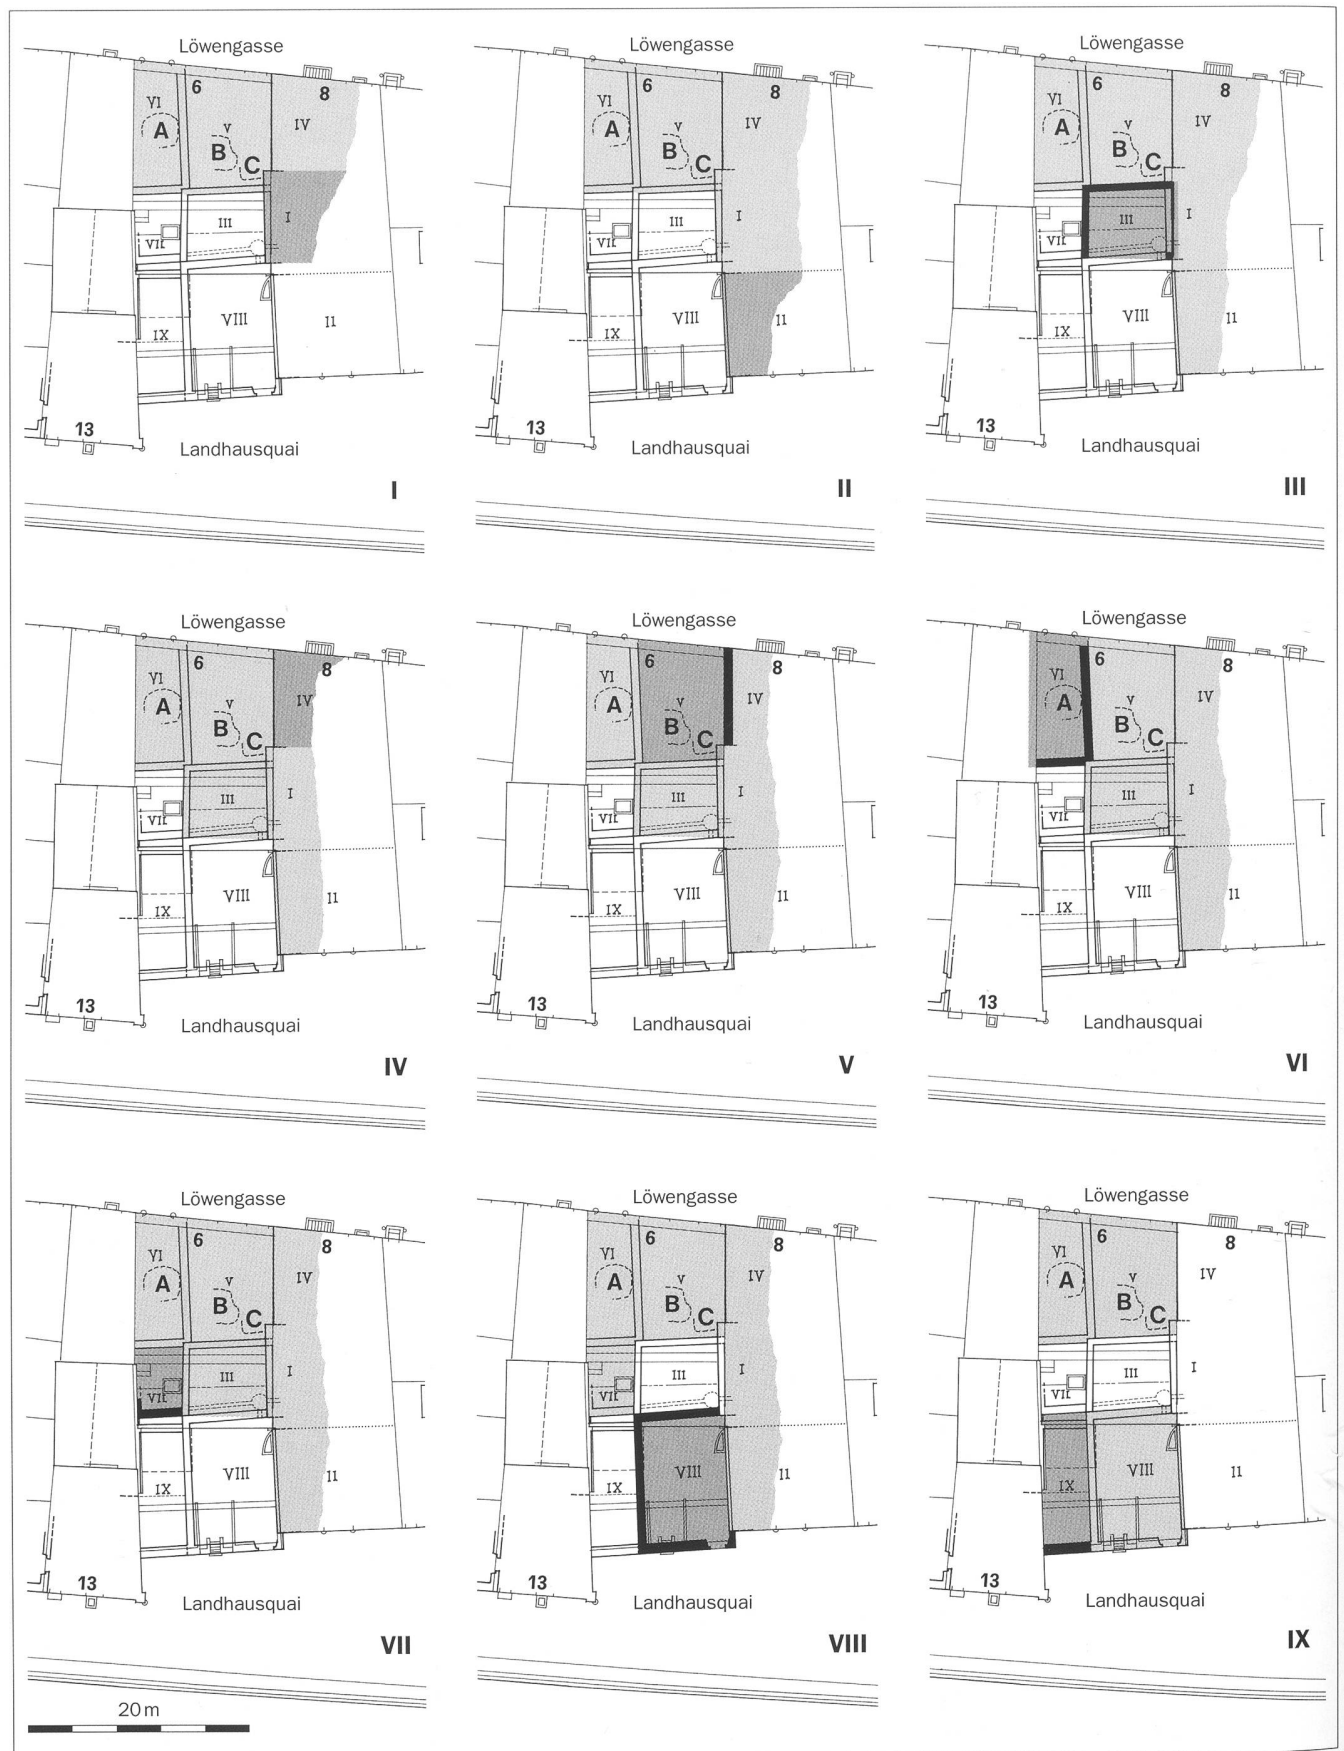 Löwengasse
6
8
VI
A
V
B
C
IV
III
I
VII
VIII
IX
II
13
Landhausquai
I
Löwengasse
6
8
VI
A
V
B
C
IV
III
I
VII
VIII
IX
II
13
Landhausquai
II
Löwengasse
6
8
VI
A
V
B
C
IV
III
I
VII
VIII
IX
II
13
Landhausquai
III
Löwengasse
6
8
VI
A
V
B
C
IV
III
I
VII
VIII
IX
II
13
Landhausquai
IV
Löwengasse
6
8
VI
A
V
B
C
IV
III
I
VII
VIII
IX
II
13
Landhausquai
V
Löwengasse
6
8
VI
A
V
B
C
IV
III
I
VII
VIII
IX
II
13
Landhausquai
VI
Löwengasse
6
8
VI
A
V
B
C
IV
III
I
VII
VIII
IX
II
13
Landhausquai
VII
Löwengasse
6
8
VI
A
V
B
C
IV
III
I
VII
VIII
IX
II
13
Landhausquai
VIII
Löwengasse
6
8
VI
A
V
B
C
IV
III
I
VII
VIII
IX
II
13
Landhausquai
IX
20 m